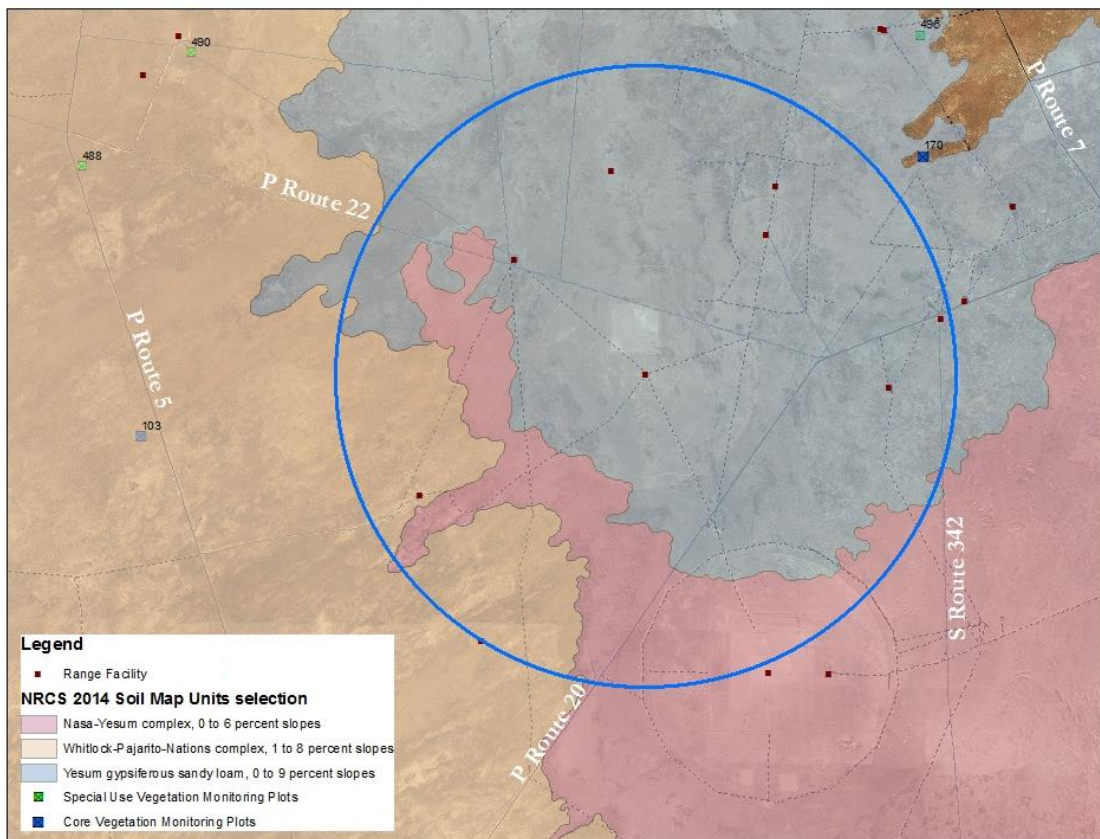 490
496
P Route 7
488
170
P Route 22
P Route 5
103
S Route 342
P Route 20
Legend
Range Facility
NRCS 2014 Soil Map Units selection
Nasa-Yesum complex, 0 to 6 percent slopes
Whitlock-Pajarito-Nations complex, 1 to 8 percent slopes
Yesum gypsiferous sandy loam, 0 to 9 percent slopes
Special Use Vegetation Monitoring Plots
Core Vegetation Monitoring Plots